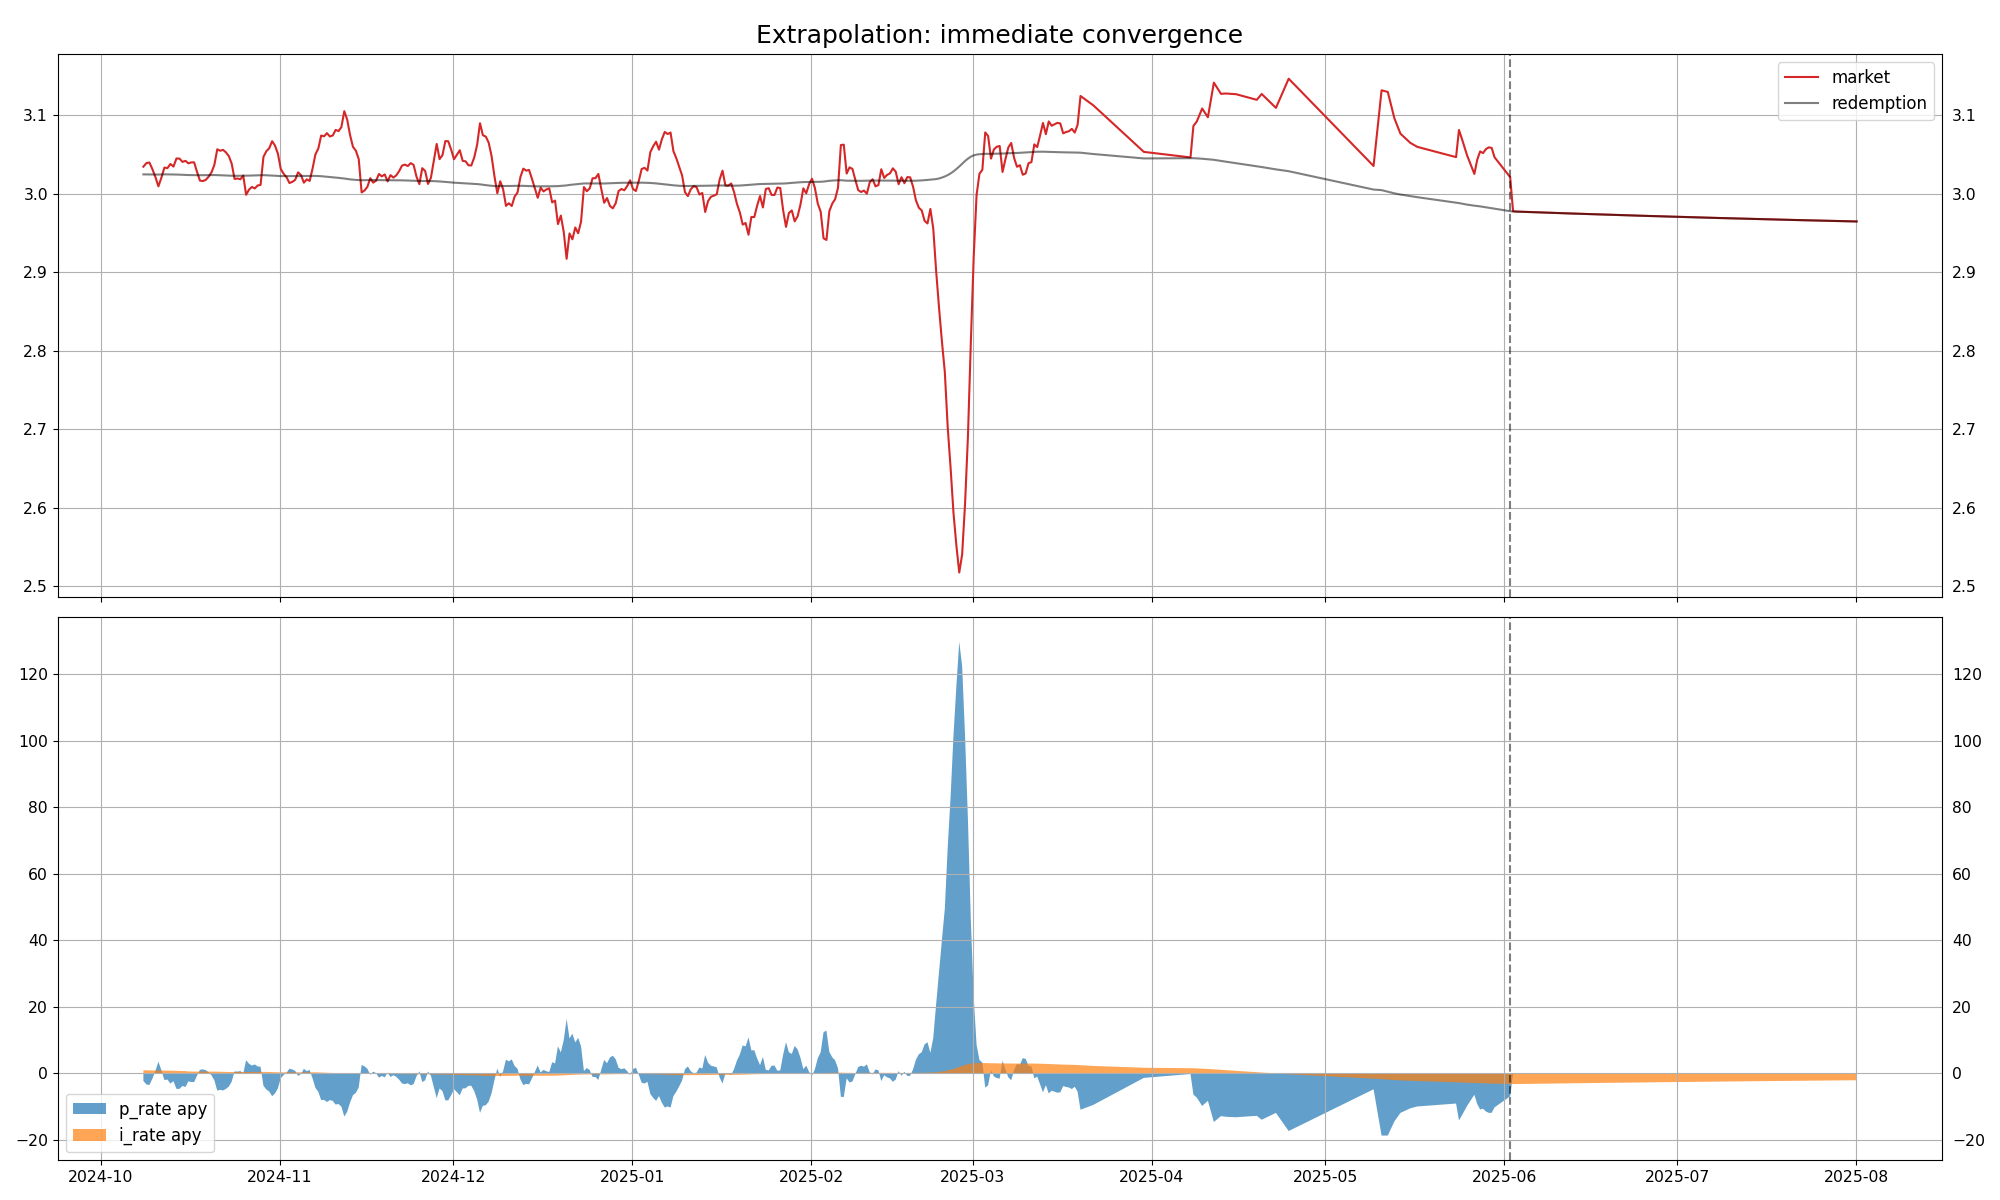 Extrapolation: immediate convergence
market
redemption
3.1 3.1
3.0 3.0
2.9 2.9
2.8 2.8
2.7 2.7
2.6 2.6
2.5 2.5
120 120
100 100
80 80
60 60
40 40
20 20
0 0
p_rate apy
i_rate apy
−20 −20
2024-10 2024-11 2024-12 2025-01 2025-02 2025-03 2025-04 2025-05 2025-06 2025-07 2025-08